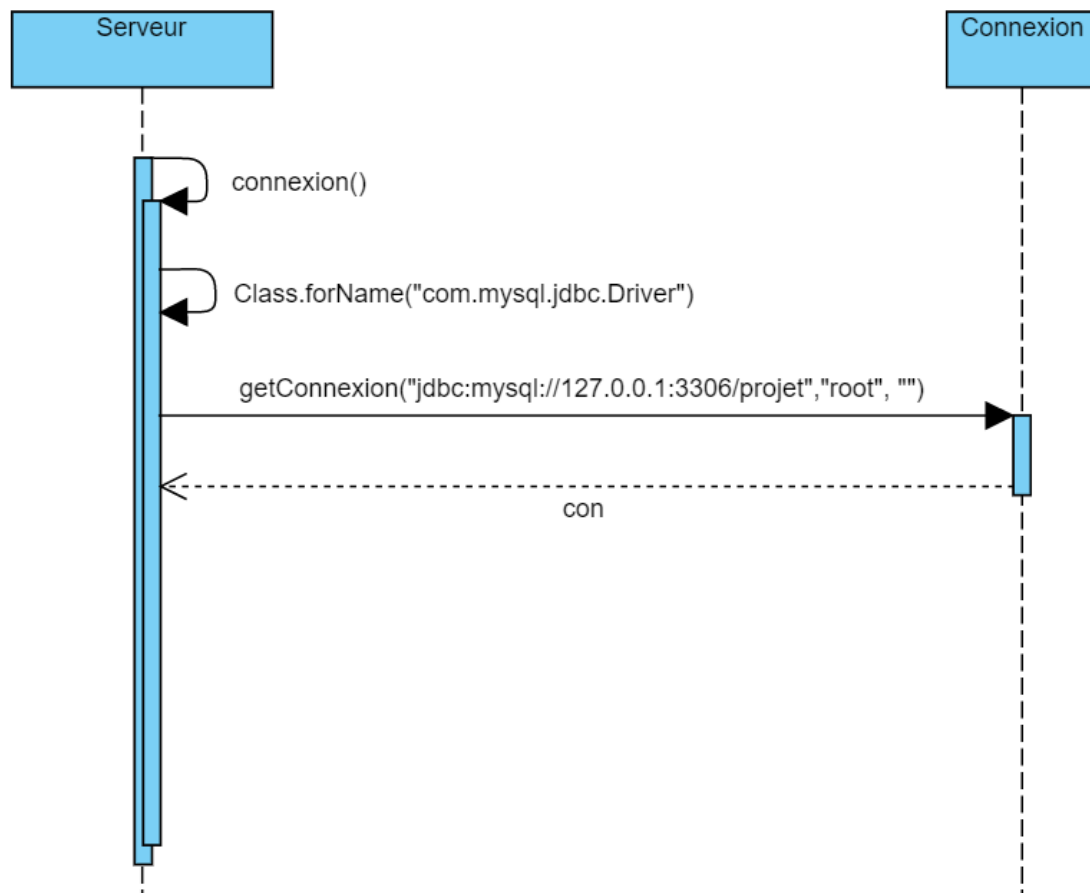 Serveur
Connexion
connexion()
Class.forName("com.mysql.jdbc.Driver")
getConnexion("jdbc:mysql://127.0.0.1:3306/projet","root", "")
con